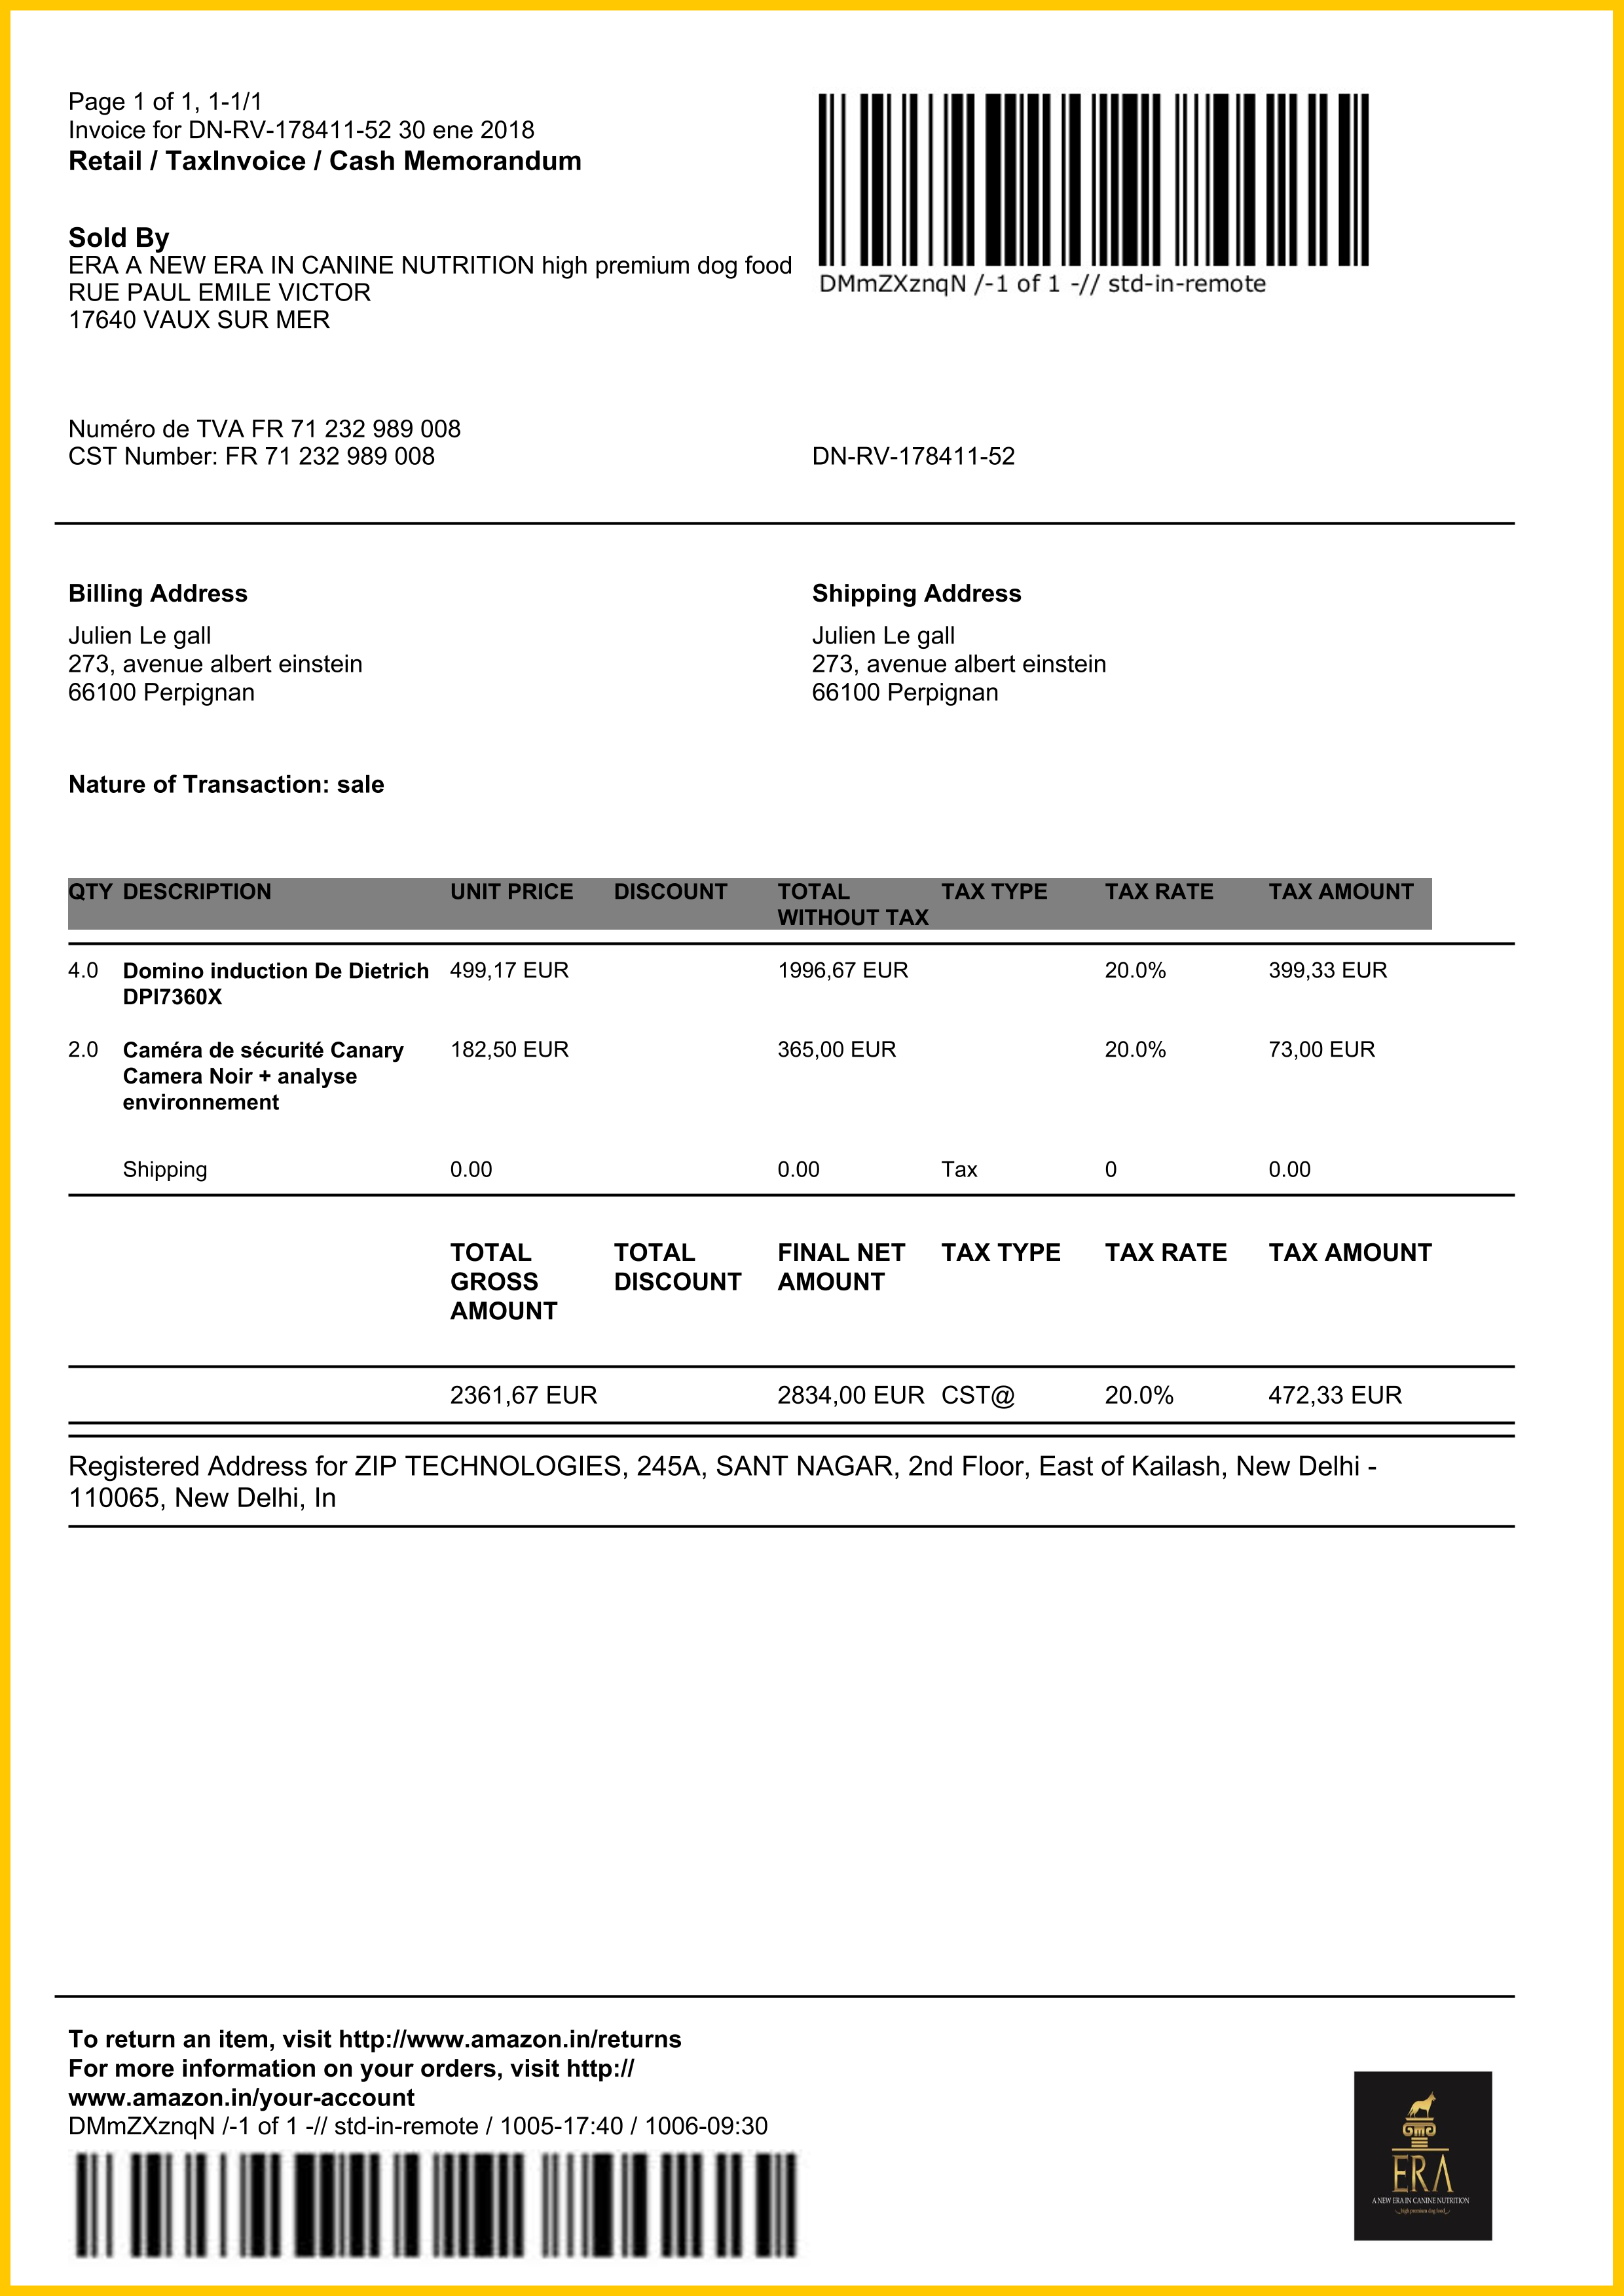 Page 1 of 1, 1-1/1
Invoice for DN-RV-178411-52 30 ene 2018
Retail / TaxInvoice / Cash Memorandum
DMmZXznqN /-1 of 1 -// std-in-remote
Sold By
ERA A NEW ERA IN CANINE NUTRITION high premium dog food
RUE PAUL EMILE VICTOR
17640 VAUX SUR MER
Numéro de TVA FR 71 232 989 008
CST Number: FR 71 232 989 008
DN-RV-178411-52
Billing Address
Julien Le gall
273, avenue albert einstein
66100 Perpignan
Shipping Address
Julien Le gall
273, avenue albert einstein
66100 Perpignan
Nature of Transaction: sale
QTY DESCRIPTION UNIT PRICE DISCOUNT TOTAL TAX TYPE TAX RATE TAX AMOUNT
WITHOUT TAX
4.0 Domino induction De Dietrich 499,17 EUR 1996,67 EUR 20.0% 399,33 EUR
DPI7360X
2.0 Caméra de sécurité Canary 182,50 EUR 365,00 EUR 20.0% 73,00 EUR
Camera Noir + analyse
environnement
Shipping 0.00 0.00 Tax 0 0.00
TOTAL TOTAL FINAL NET TAX TYPE TAX RATE TAX AMOUNT
GROSS DISCOUNT AMOUNT
AMOUNT
2361,67 EUR 2834,00 EUR CST@ 20.0% 472,33 EUR
Registered Address for ZIP TECHNOLOGIES, 245A, SANT NAGAR, 2nd Floor, East of Kailash, New Delhi -
110065, New Delhi, In
To return an item, visit http://www.amazon.in/returns
For more information on your orders, visit http://
www.amazon.in/your-account
DMmZXznqN /-1 of 1 -// std-in-remote / 1005-17:40 / 1006-09:30
ERA
A NEW ERA IN CANINE NUTRITION
high premium dog food